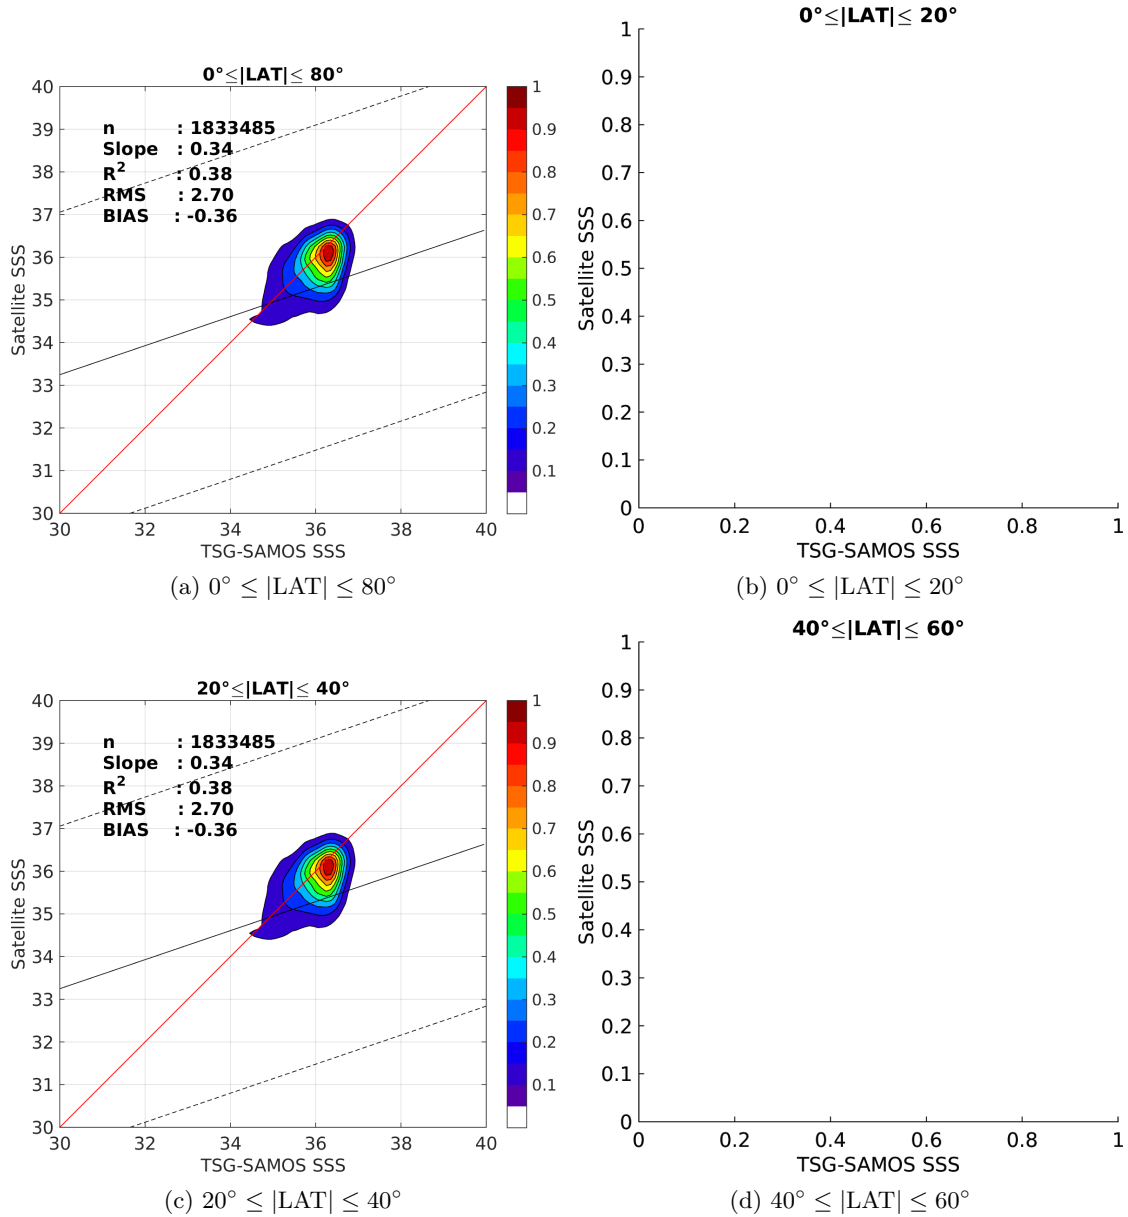 0°≤|LAT|≤ 80°
n : 1833485
Slope : 0.34
R² : 0.38
RMS : 2.70
BIAS : -0.36
40
39
38
37
36
35
34
33
32
31
30
30 32 34 36 38 40
Satellite SSS
TSG-SAMOS SSS
1
0.9
0.8
0.7
0.6
0.5
0.4
0.3
0.2
0.1
(a) 0° ≤ |LAT| ≤ 80°
0°≤|LAT|≤ 20°
1
0.9
0.8
0.7
0.6
0.5
0.4
0.3
0.2
0.1
0
0 0.2 0.4 0.6 0.8 1
Satellite SSS
TSG-SAMOS SSS
(b) 0° ≤ |LAT| ≤ 20°
20°≤|LAT|≤ 40°
n : 1833485
Slope : 0.34
R² : 0.38
RMS : 2.70
BIAS : -0.36
40
39
38
37
36
35
34
33
32
31
30
30 32 34 36 38 40
Satellite SSS
TSG-SAMOS SSS
1
0.9
0.8
0.7
0.6
0.5
0.4
0.3
0.2
0.1
(c) 20° ≤ |LAT| ≤ 40°
40°≤|LAT|≤ 60°
1
0.9
0.8
0.7
0.6
0.5
0.4
0.3
0.2
0.1
0
0 0.2 0.4 0.6 0.8 1
Satellite SSS
TSG-SAMOS SSS
(d) 40° ≤ |LAT| ≤ 60°